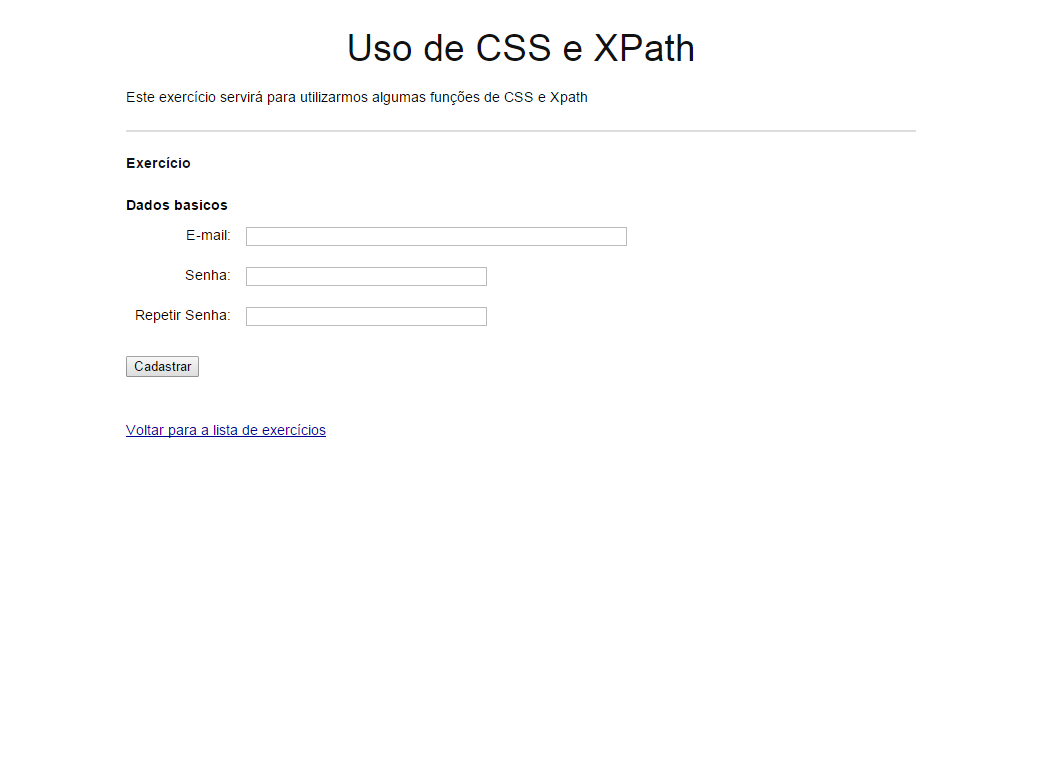 Uso de CSS e XPath
Este exercício servirá para utilizarmos algumas funções de CSS e Xpath
Exercício
Dados basicos
E-mail:
Senha:
Repetir Senha:
Cadastrar
Voltar para a lista de exercícios